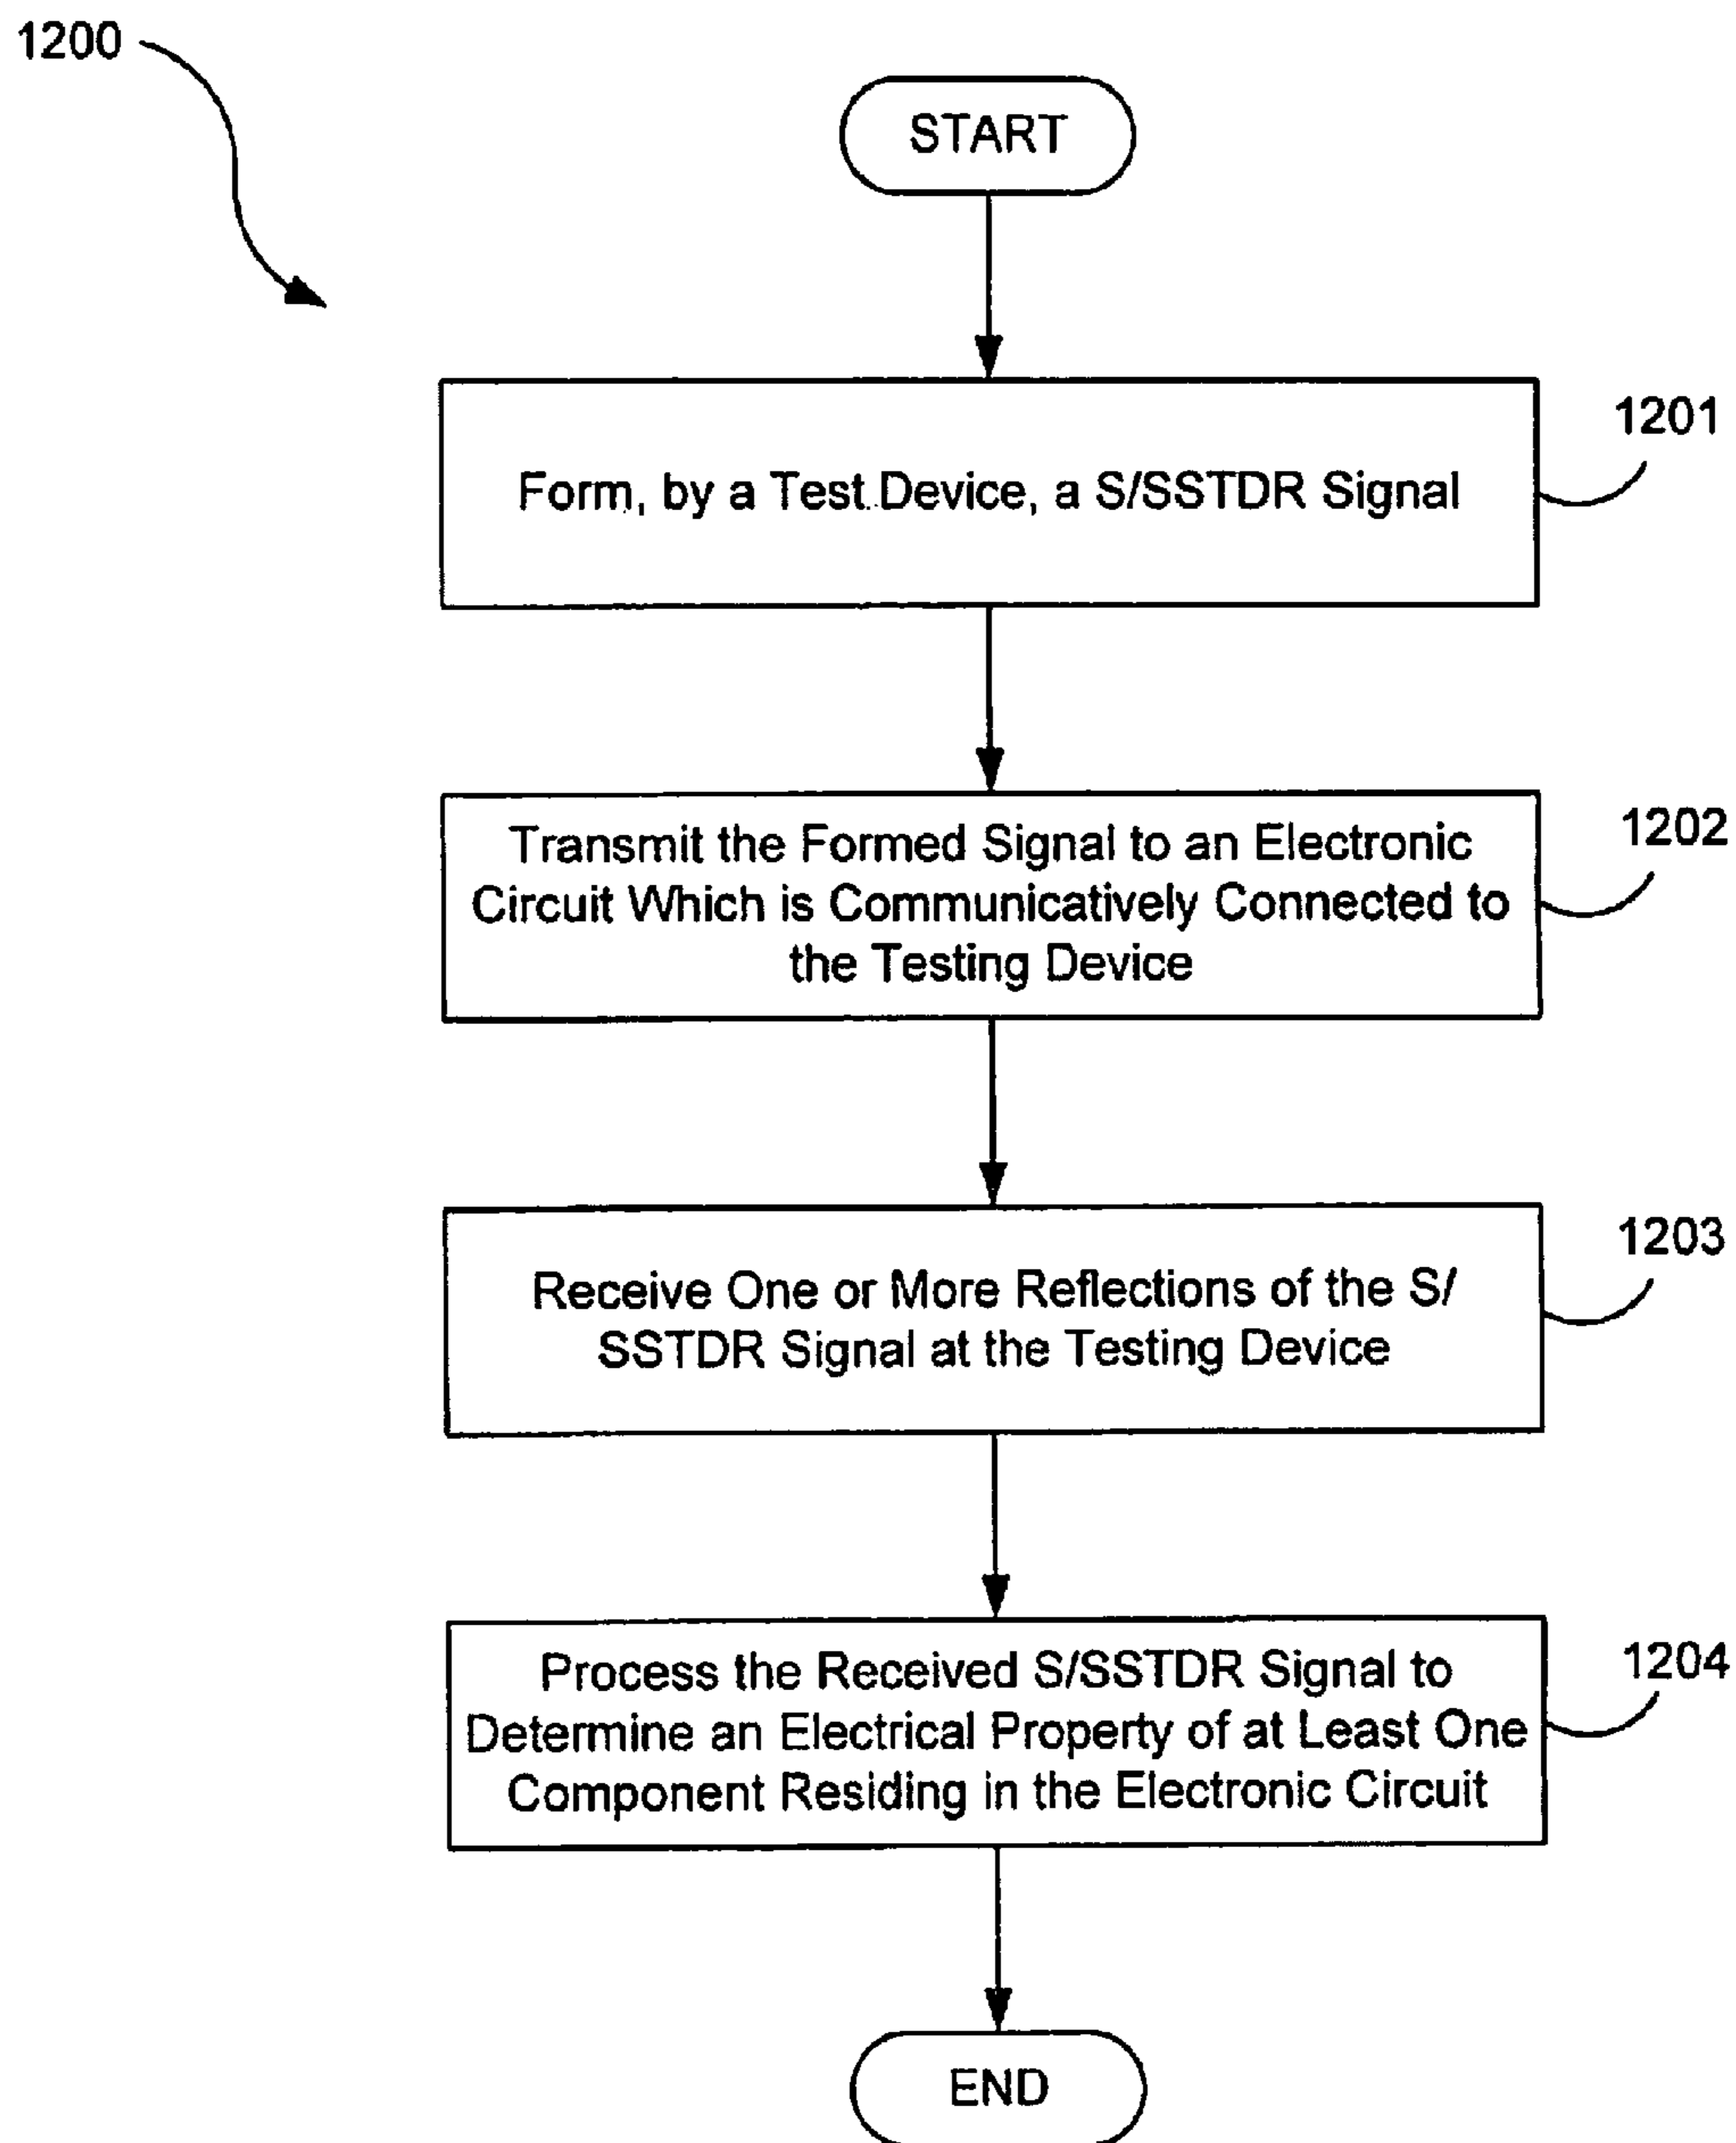 1200
START
Form, by a Test Device, a S/SSTDR Signal
1201
Transmit the Formed Signal to an Electronic
Circuit Which is Communicatively Connected to
the Testing Device
1202
Receive One or More Reflections of the S/
SSTDR Signal at the Testing Device
1203
Process the Received S/SSTDR Signal to
Determine an Electrical Property of at Least One
Component Residing in the Electronic Circuit
1204
END